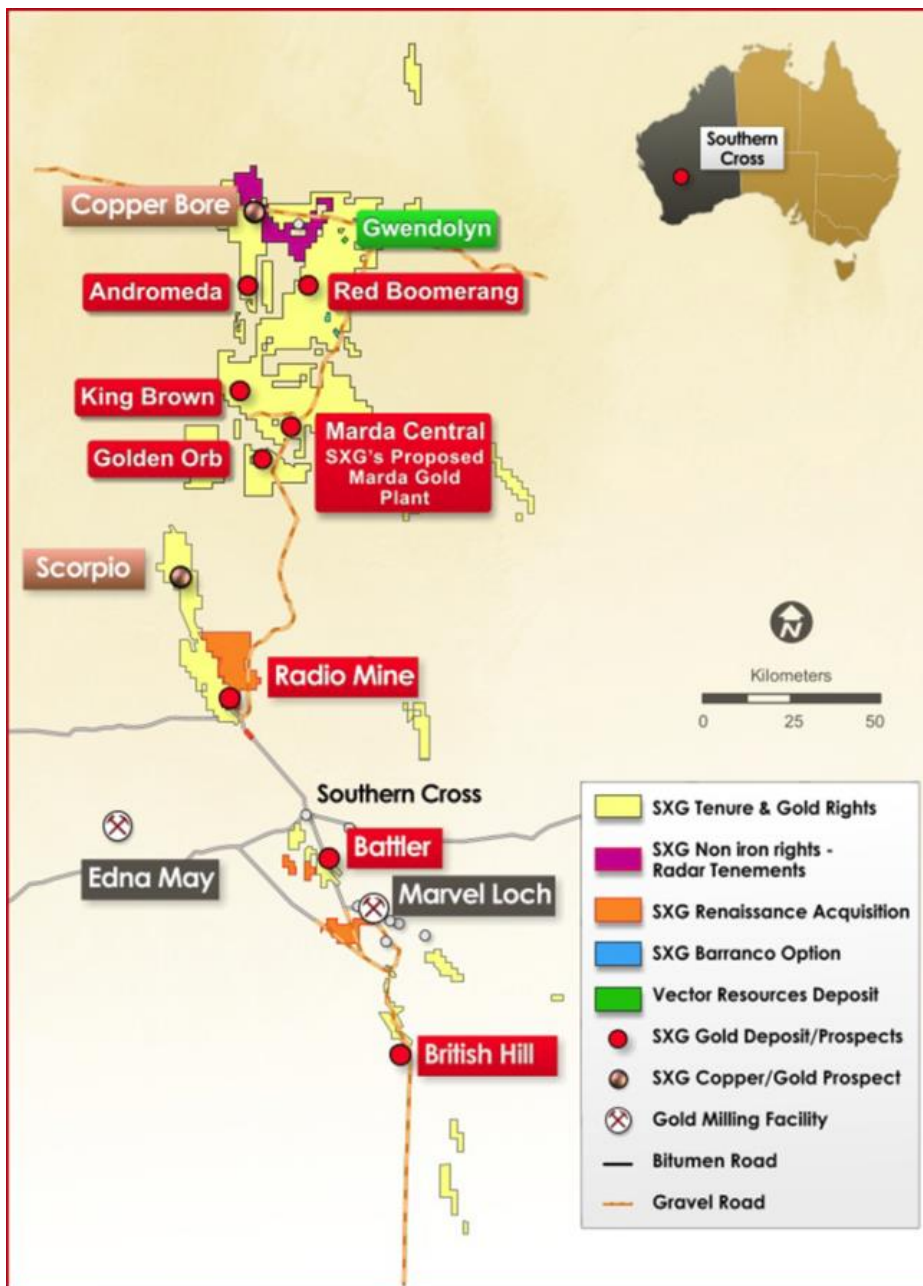 Southern
Cross
Copper Bore
Gwendolyn
Andromeda
Red Boomerang
King Brown
Marda Central
SXG's Proposed
Marda Gold
Plant
Golden Orb
Scorpio
N
Kilometers
0 25 50
Radio Mine
Southern Cross
Battler
Edna May
Marvel Loch
British Hill
SXG Tenure & Gold Rights
SXG Non iron rights -
Radar Tenements
SXG Renaissance Acquisition
SXG Barranco Option
Vector Resources Deposit
SXG Gold Deposit/Prospects
SXG Copper/Gold Prospect
Gold Milling Facility
Bitumen Road
Gravel Road